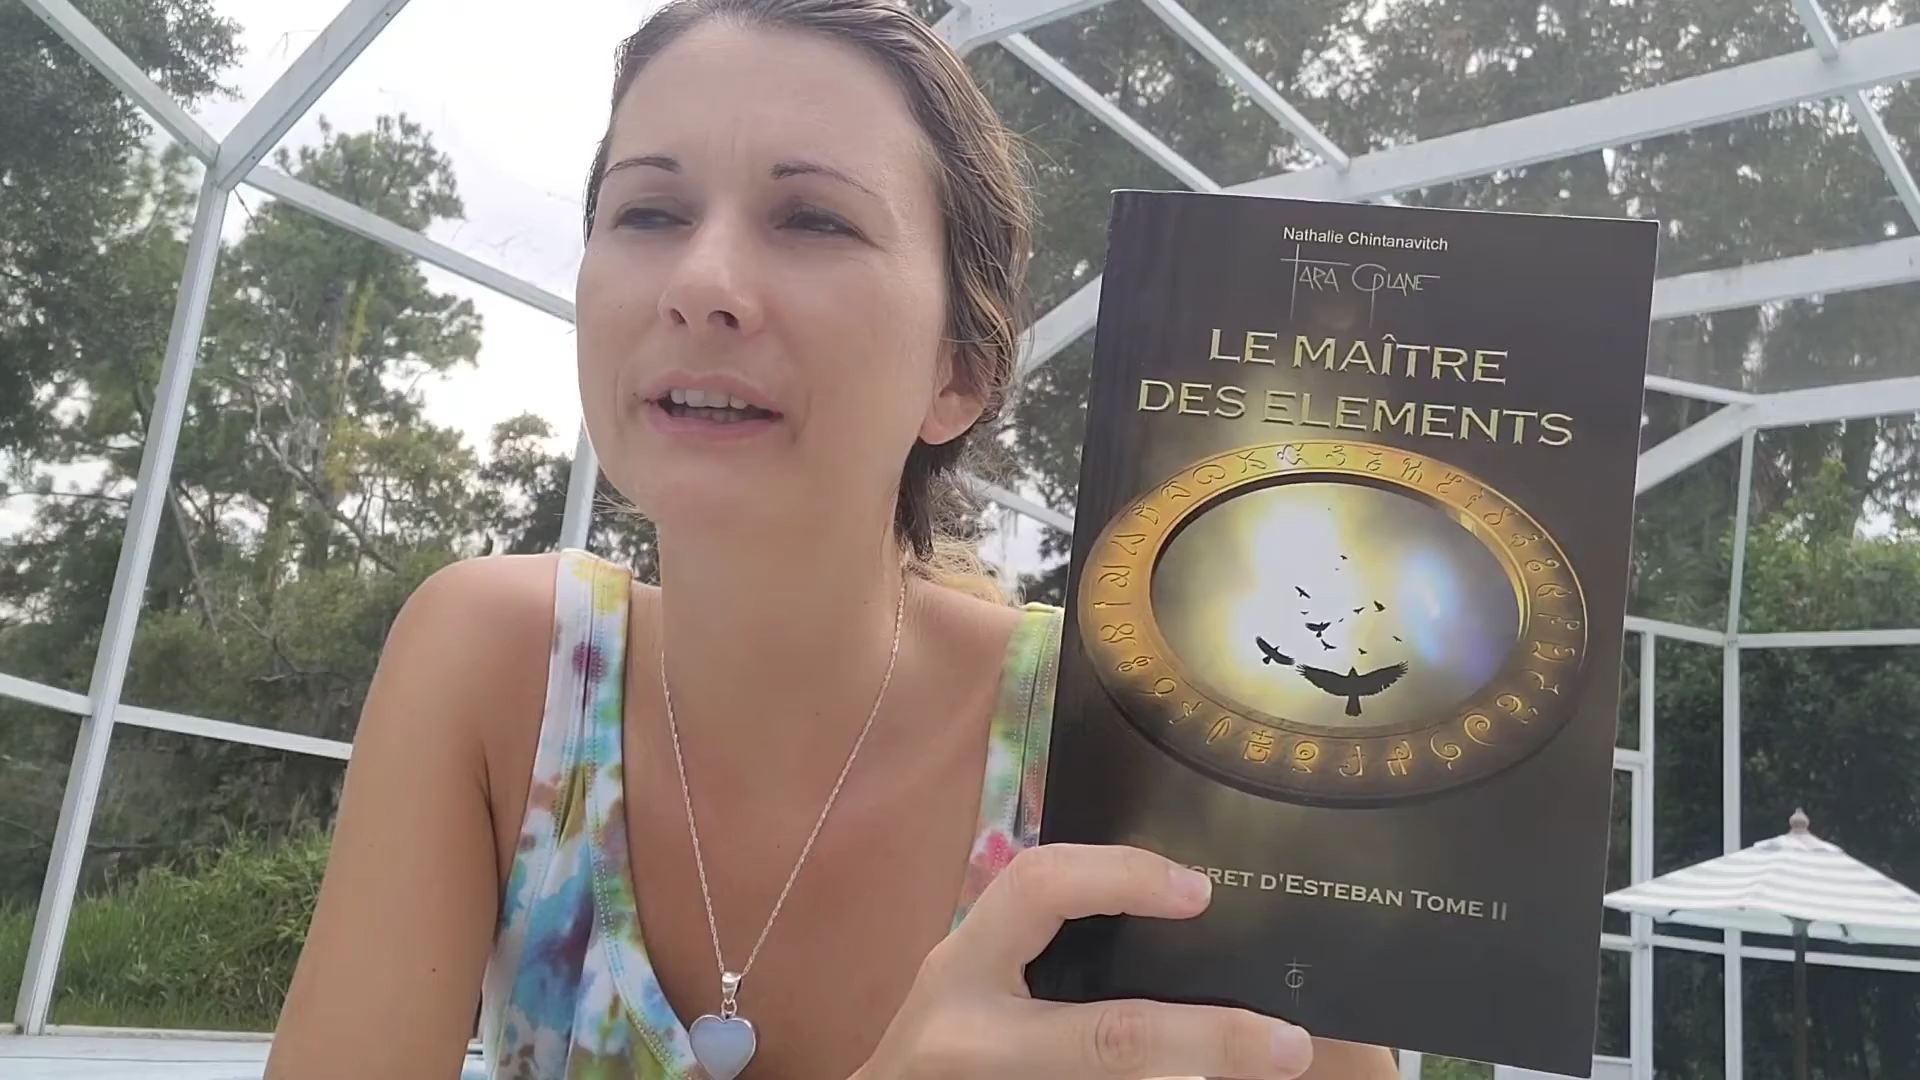 Nathalie Chintanavitch
TARA GLANE
LE MAÎTRE
DES ELEMENTS
D'ESTEBAN TOME II